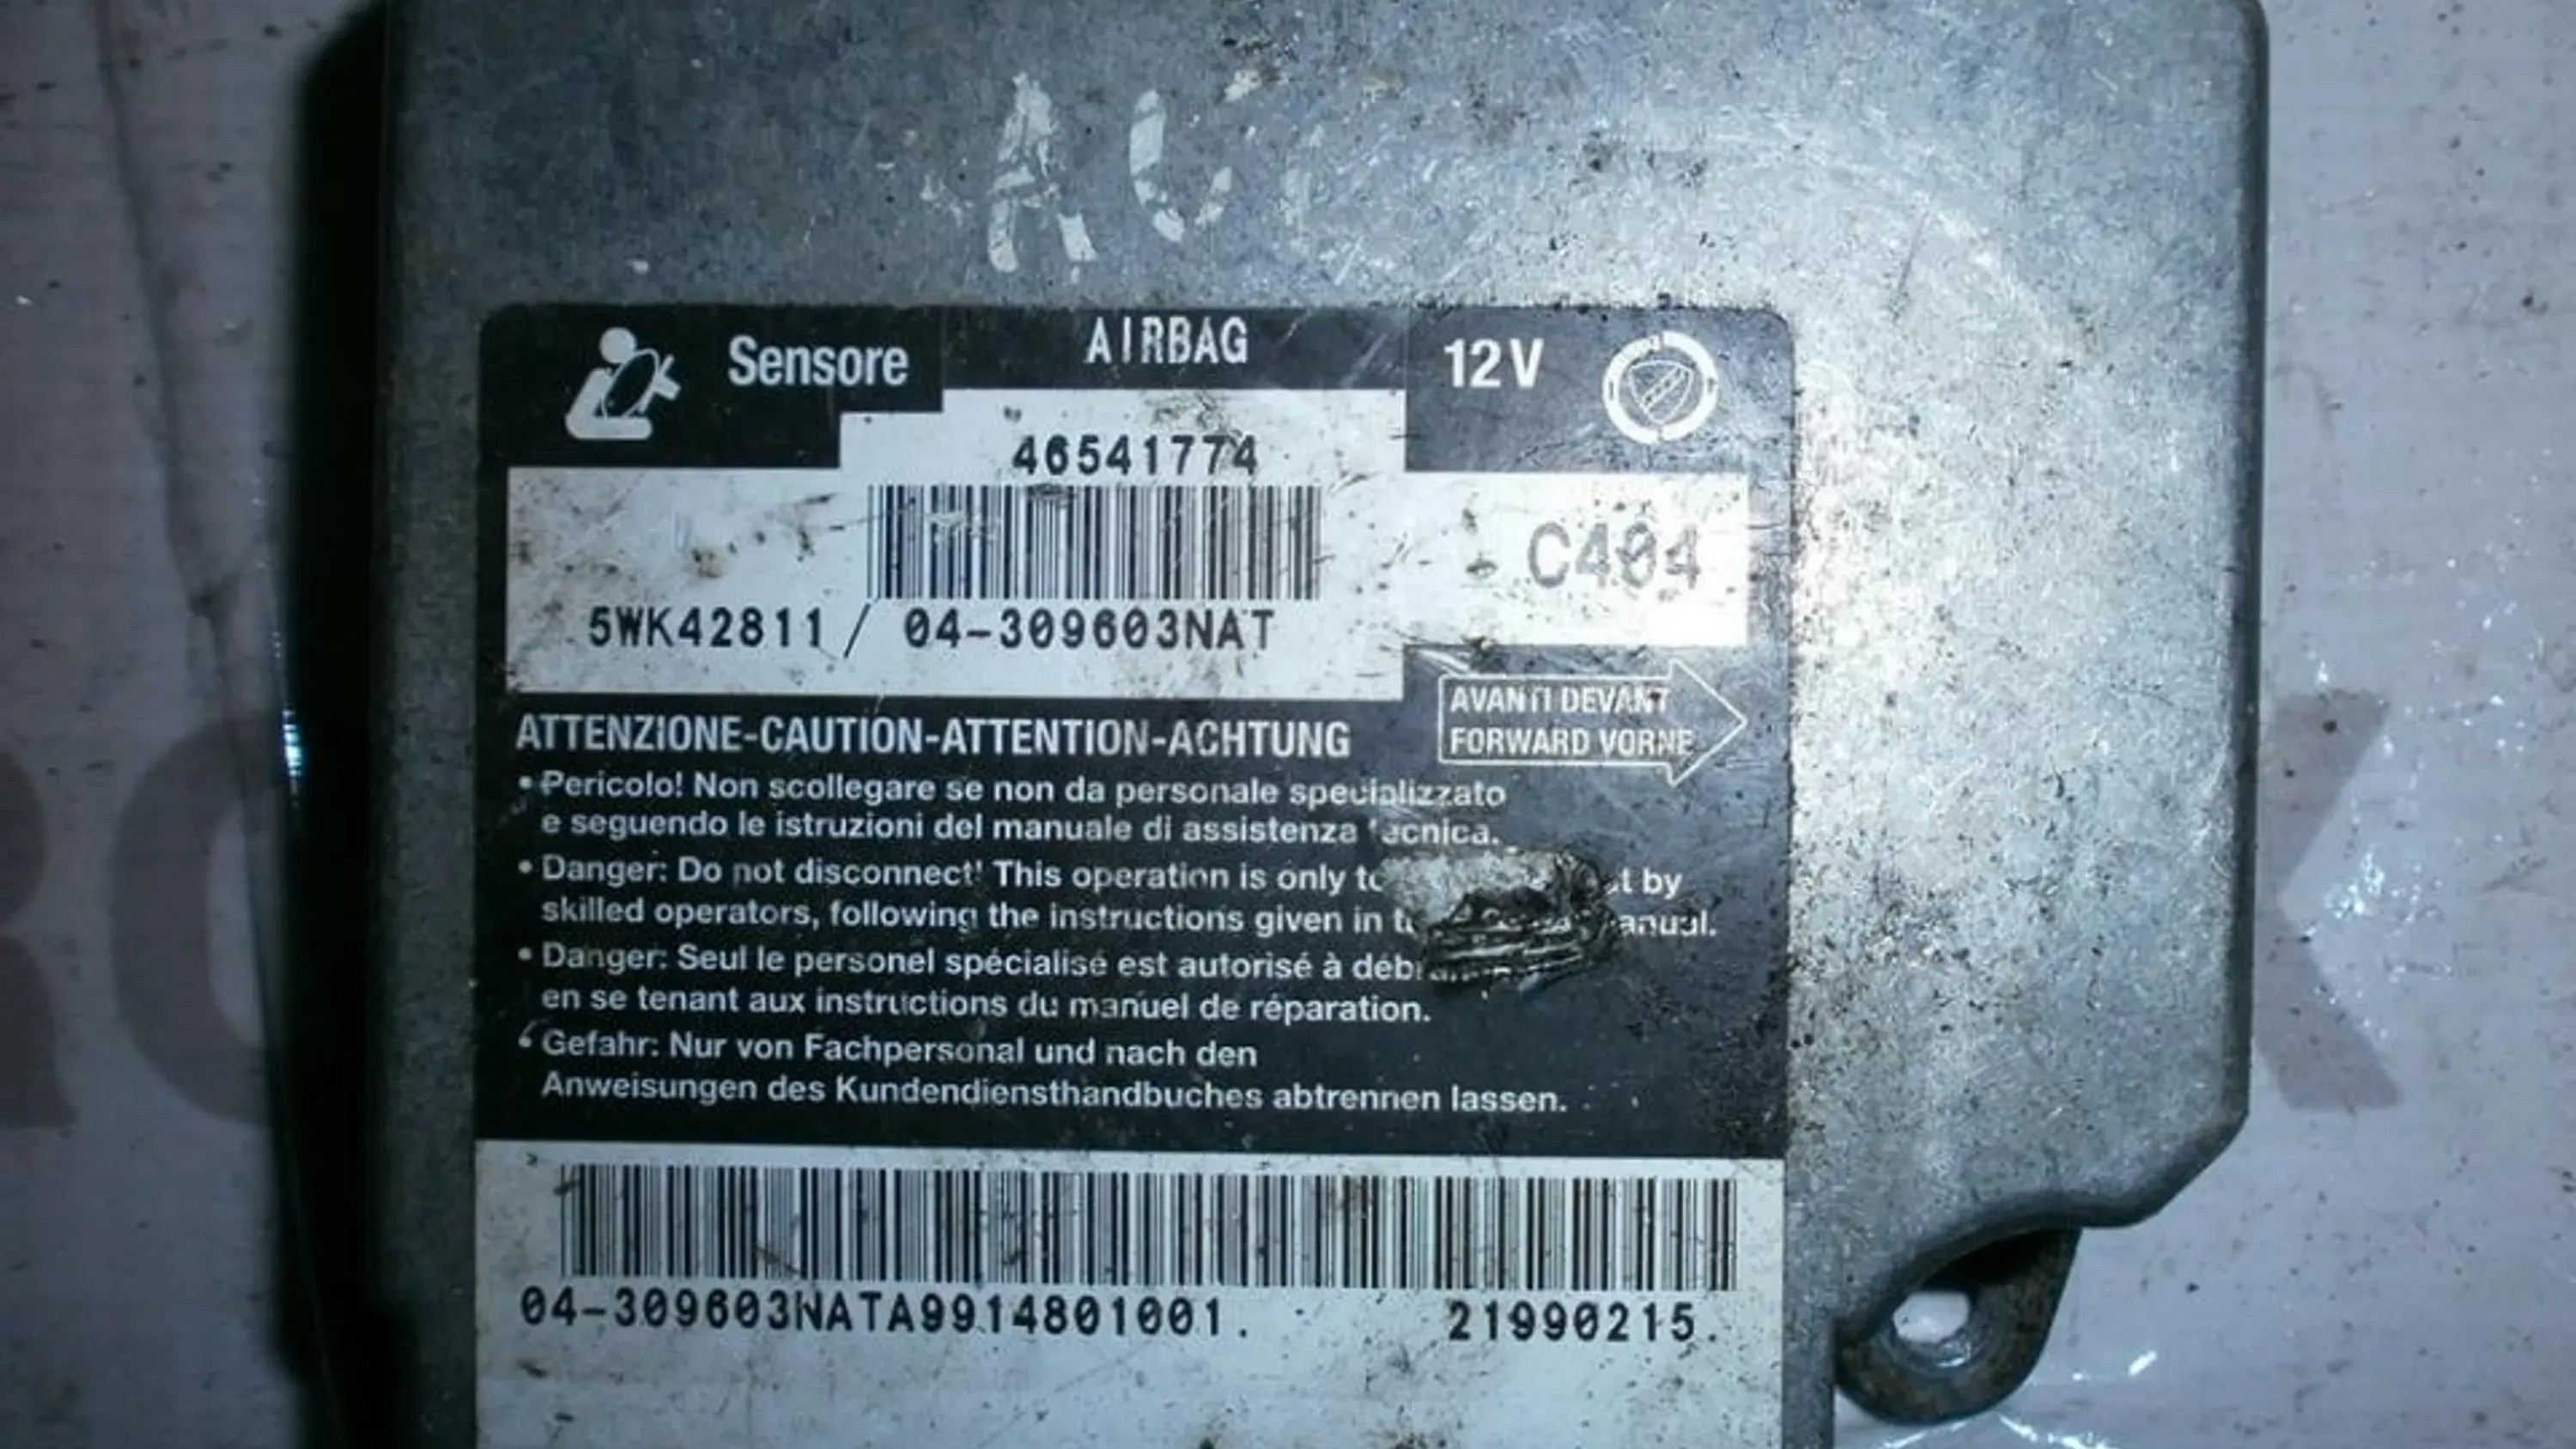 Sensore AIRBAG 12V
46541774
C404
5WK42811 / 04-309603NAT
AVANTI DEVANT
FORWARD VORNE
ATTENZIONE-CAUTION-ATTENTION-ACHTUNG
• Pericolo! Non scollegare se non da personale specializzato
e seguendo le istruzioni del manuale di assistenza tecnica.
• Danger: Do not disconnect! This operation is only to by
skilled operators, following the instructions given in manual.
• Danger: Seul le personel spécialisé est autorisé à
en se tenant aux instructions du manuel de réparation.
• Gefahr: Nur von Fachpersonal und nach den
Anweisungen des Kundendiensthandbuches abtrennen lassen.
04-309603NATA9914801001. 21990215.